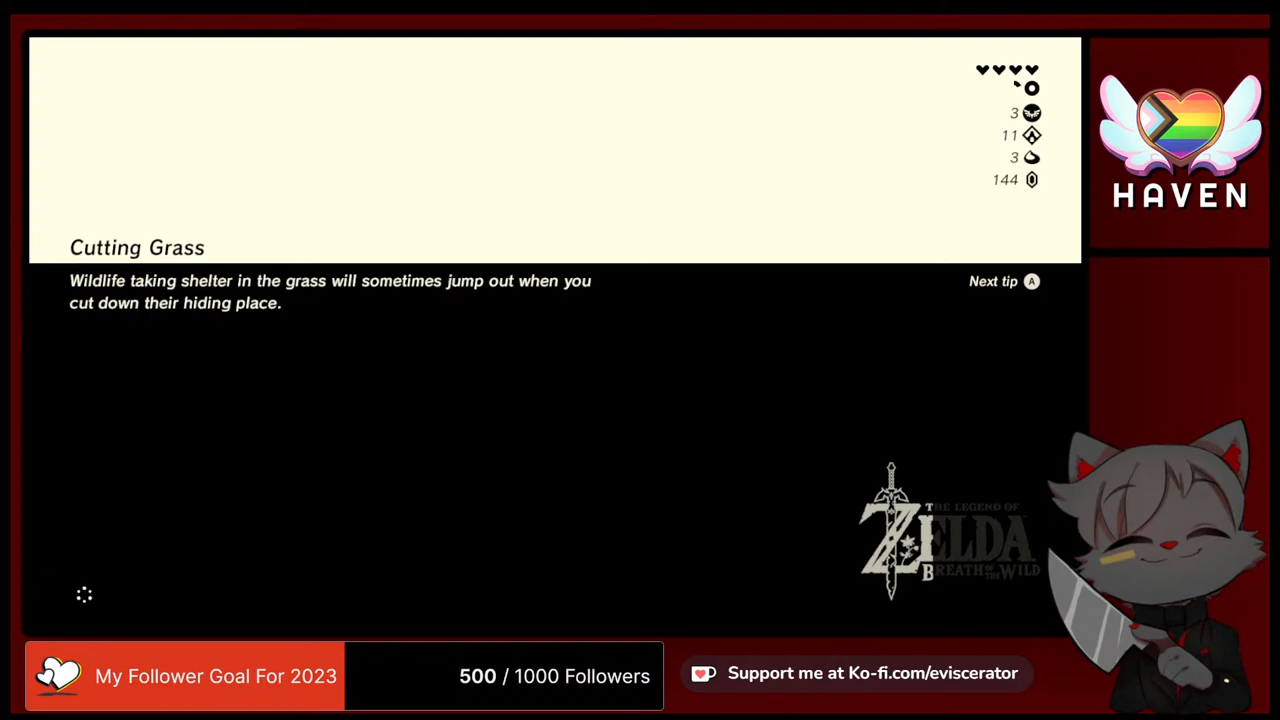 3
11
3
144
HAVEN
Cutting Grass
Wildlife taking shelter in the grass will sometimes jump out when you
cut down their hiding place.
Next tip A
THE LEGEND OF
ZELDA
BREATH OF THE WILD
My Follower Goal For 2023
500 / 1000 Followers
Support me at Ko-fi.com/eviscerator